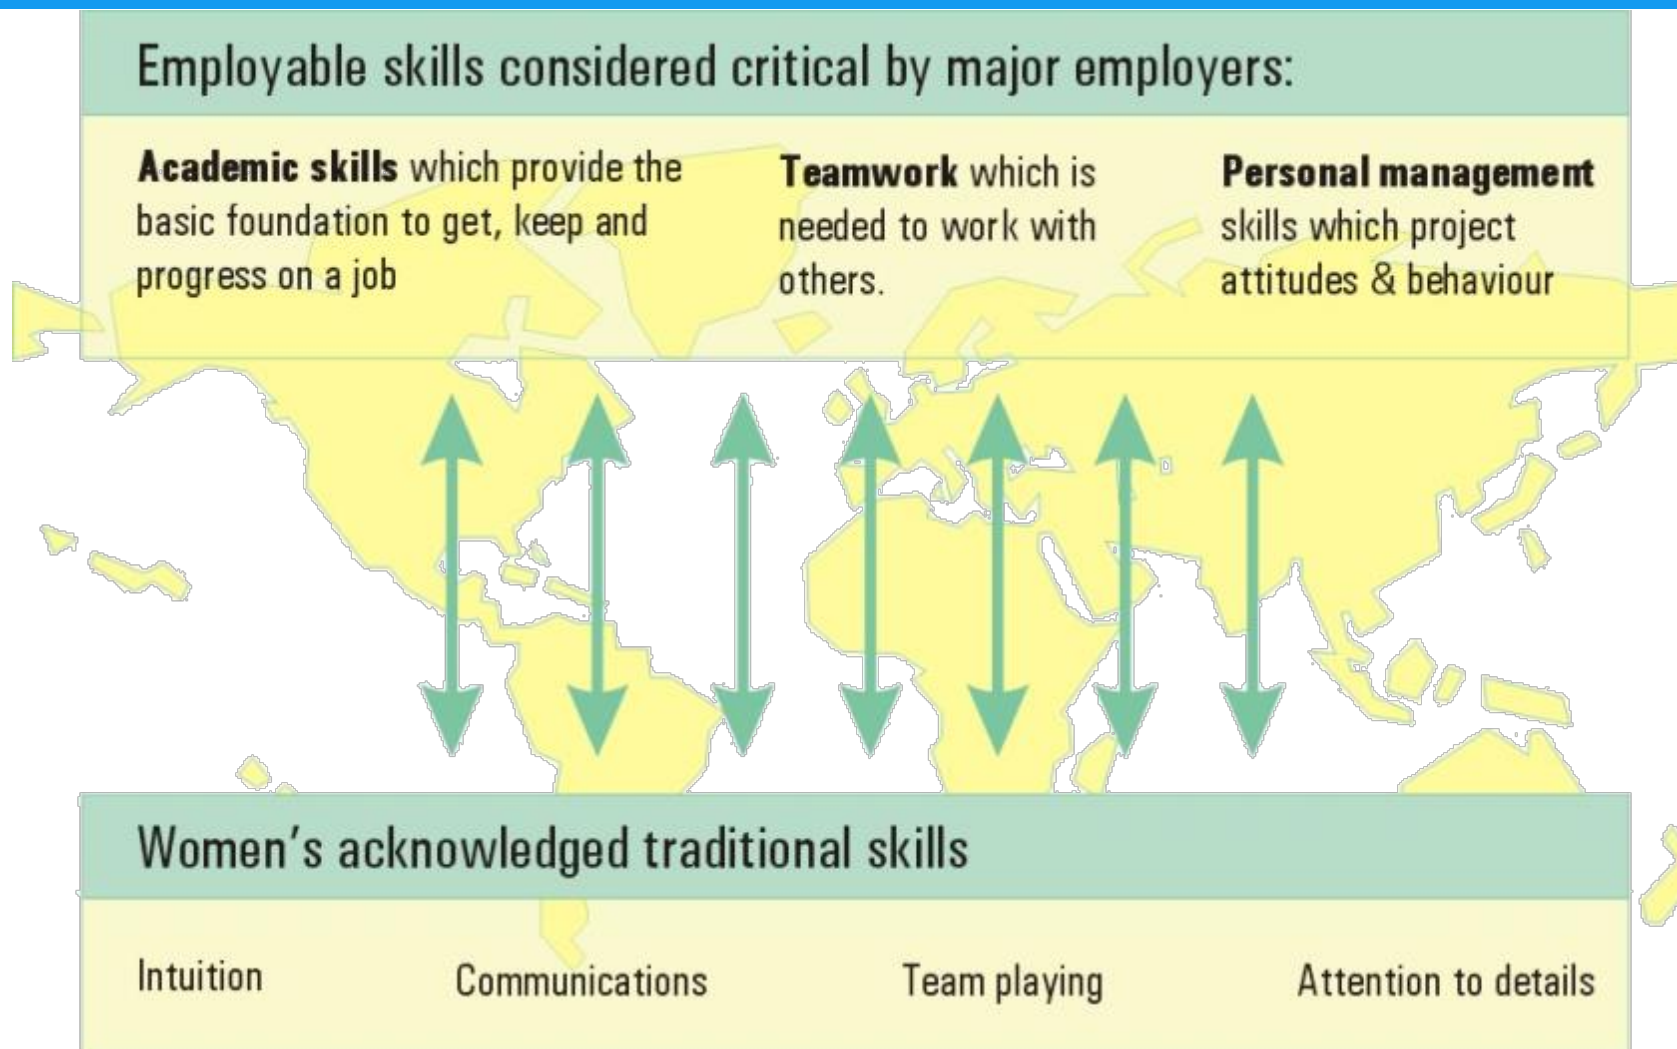 Employable skills considered critical by major employers:
Academic skills which provide the
basic foundation to get, keep and
progress on a job
Teamwork which is
needed to work with
others.
Personal management
skills which project
attitudes & behaviour
Women's acknowledged traditional skills
Intuition
Communications
Team playing
Attention to details